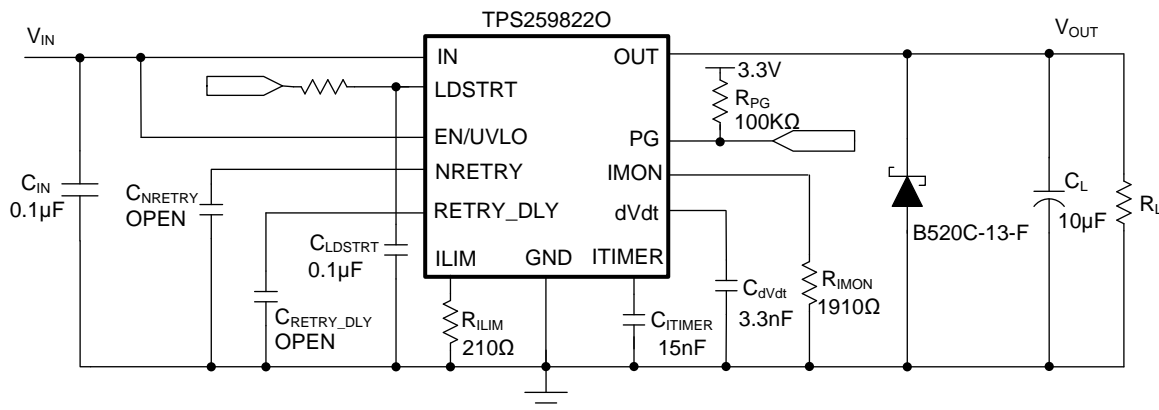 TPS259822O
VIN
VOUT
IN
OUT
3.3V
LDSTRT
RPG
100KΩ
EN/UVLO
PG
NRETRY
IMON
CIN
0.1µF
CNRETRY
OPEN
RETRY_DLY
dVdt
CL
10µF
RL
B520C-13-F
CLDSTRT
0.1µF
ILIM
GND
ITIMER
CRETRY_DLY
OPEN
RILIM
210Ω
CITIMER
15nF
CdVdt
3.3nF
RIMON
1910Ω